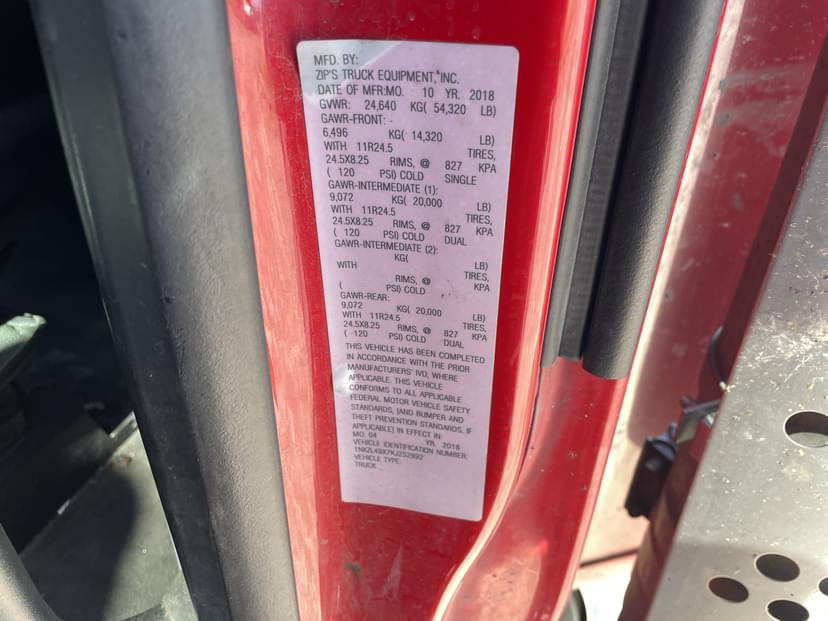 MFD. BY:
ZIP'S TRUCK EQUIPMENT, INC.
DATE OF MFR:MO. 10 YR. 2018
GVWR: 24,640 KG( 54,320 LB)
GAWR-FRONT: -
6,496 KG( 14,320 LB)
WITH 11R24.5 TIRES,
24.5X8.25 RIMS, @ 827 KPA
( 120 PSI) COLD SINGLE
GAWR-INTERMEDIATE (1):
9,072 KG( 20,000 LB)
WITH 11R24.5 TIRES,
24.5X8.25 RIMS, @ 827 KPA
( 120 PSI) COLD DUAL
GAWR-INTERMEDIATE (2):
KG( LB)
WITH TIRES,
RIMS, @ KPA
( PSI) COLD
GAWR-REAR:
9,072 KG( 20,000 LB)
WITH 11R24.5 TIRES,
24.5X8.25 RIMS, @ 827 KPA
( 120 PSI) COLD DUAL
THIS VEHICLE HAS BEEN COMPLETED
IN ACCORDANCE WITH THE PRIOR
MANUFACTURERS' IVD, WHERE
APPLICABLE. THIS VEHICLE
CONFORMS TO ALL APPLICABLE
FEDERAL MOTOR VEHICLE SAFETY
STANDARDS, [AND BUMPER AND
THEFT PREVENTION STANDARDS, IF
APPLICABLE] IN EFFECT IN:
MO. 04 YR. 2018
VEHICLE IDENTIFICATION NUMBER:
1NKZL49X7KJ252992
VEHICLE TYPE:
TRUCK